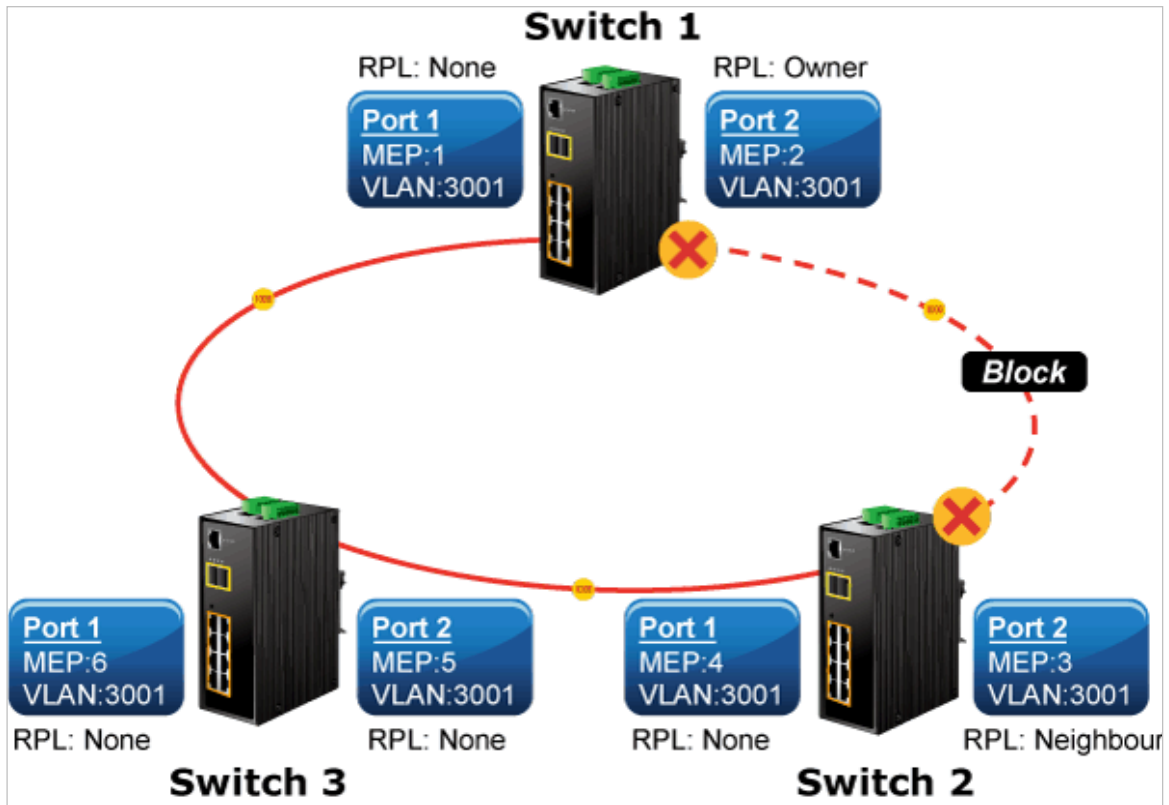 Switch 1
RPL: None
RPL: Owner
Port 1
MEP:1
VLAN:3001
Port 2
MEP:2
VLAN:3001
Block
Port 1
MEP:6
VLAN:3001
Port 2
MEP:5
VLAN:3001
Port 1
MEP:4
VLAN:3001
Port 2
MEP:3
VLAN:3001
RPL: None
RPL: None
RPL: None
RPL: Neighbour
Switch 3
Switch 2